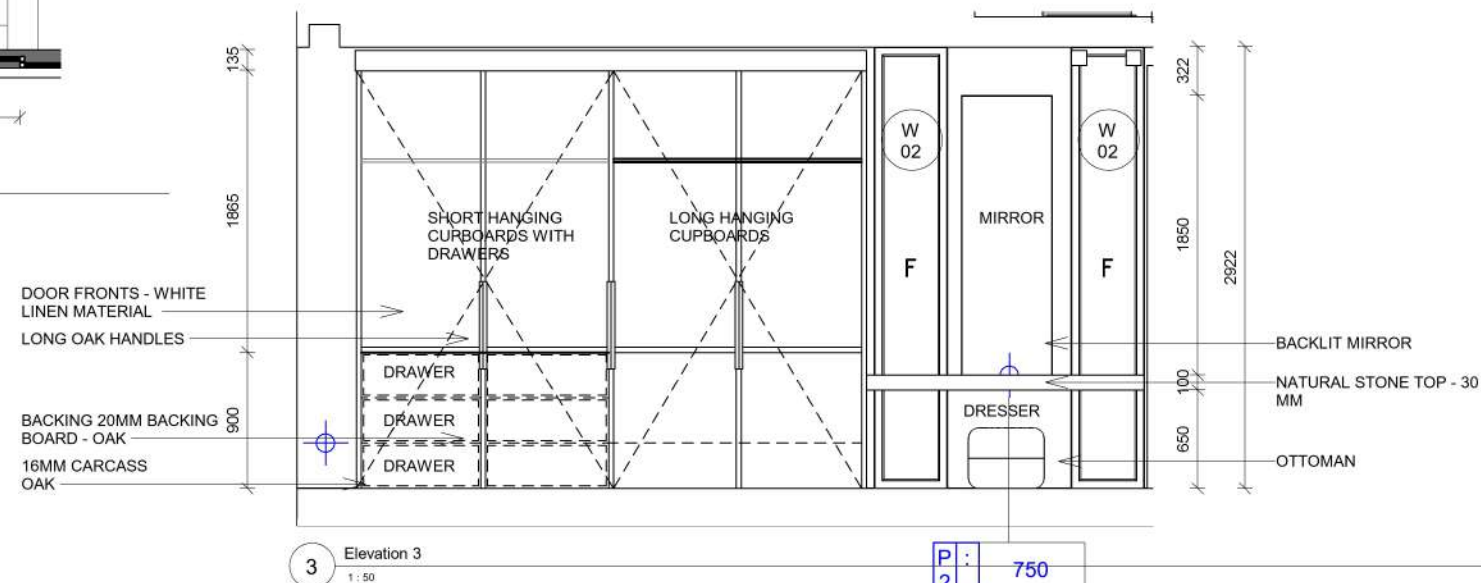 135
1865
900
SHORT HANGING
CUPBOARDS WITH
DRAWERS
LONG HANGING
CUPBOARDS
DOOR FRONTS - WHITE
LINEN MATERIAL
LONG OAK HANDLES
BACKING 20MM BACKING
BOARD - OAK
16MM CARCASS
OAK
DRAWER
DRAWER
DRAWER
W
02
F
MIRROR
W
02
F
DRESSER
322
1850
100
650
2922
BACKLIT MIRROR
NATURAL STONE TOP - 30
MM
OTTOMAN
3
Elevation 3
1 : 50
P :
2
750